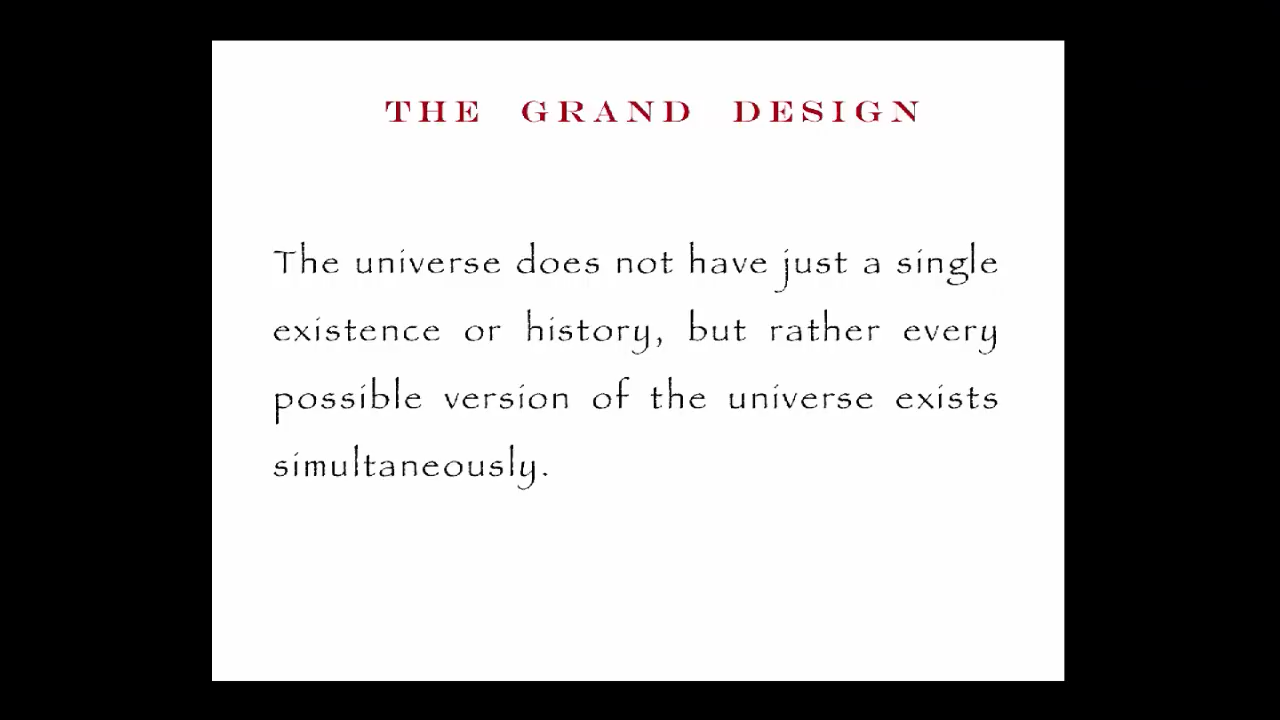 THE GRAND DESIGN
The universe does not have just a single
existence or history, but rather every
possible version of the universe exists
simultaneously.